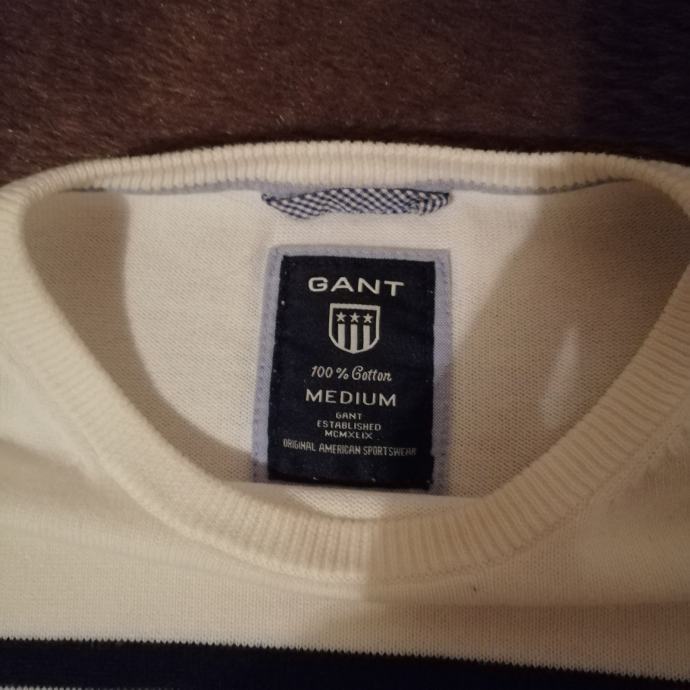 GANT
100% Cotton
MEDIUM
GANT
ESTABLISHED
MCMXLIX
ORIGINAL AMERICAN SPORTSWEAR